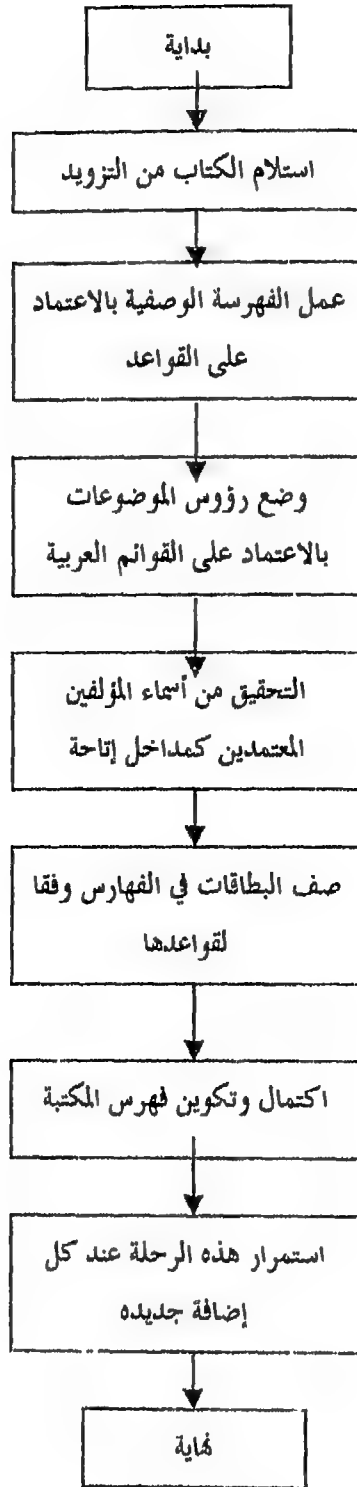 بداية
استلام الكتاب من التزويد
عمل الفهرسة الوصفية بالاعتماد
على القواعد
وضع رؤوس الموضوعات
بالاعتماد على القوائم العربية
التحقيق من أسماء المؤلفين
المعتمدين كمداخل إتاحة
صف البطاقات في الفهارس وفقا
لقواعدها
اكتمال وتكوين فهرس المكتبة
استمرار هذه الرحلة عند كل
إضافة جديده
نهاية